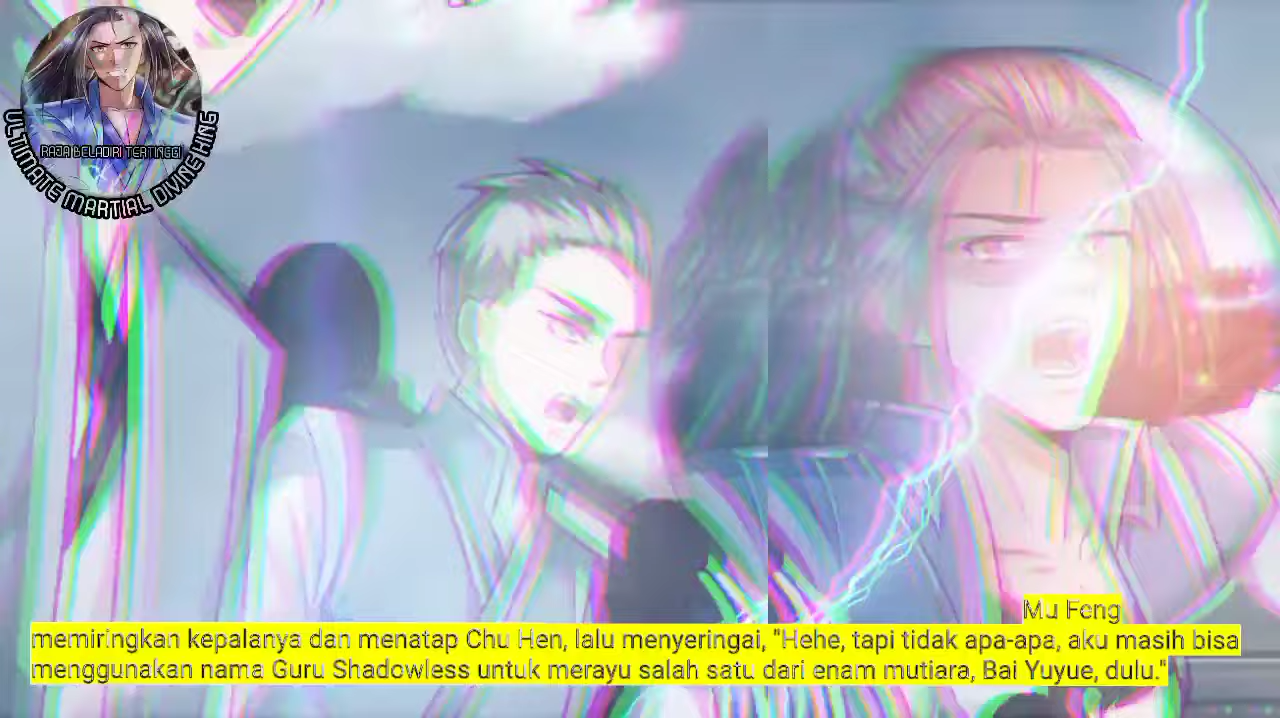 RAJA BELADIRI TERTINGGI
ULTIMATE MARTIAL DIVINE KING
Mu Feng
memiringkan kepalanya dan menatap Chu Hen, lalu menyeringai, "Hehe, tapi tidak apa-apa, aku masih bisa
menggunakan nama Guru Shadowless untuk merayu salah satu dari enam mutiara, Bai Yuyue, dulu."